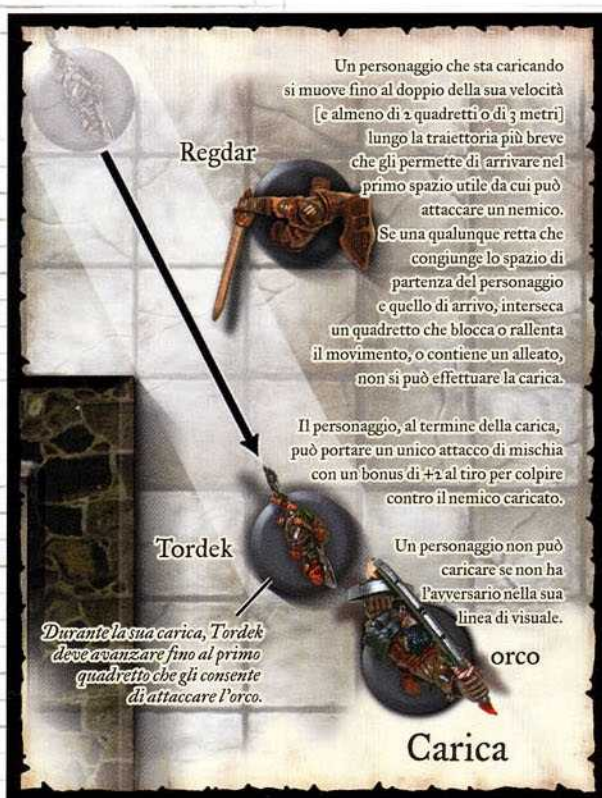 Un personaggio che sta caricando
si muove fino al doppio della sua velocità
[e almeno di 2 quadretti o di 3 metri]
lungo la traiettoria più breve
che gli permette di arrivare nel
primo spazio utile da cui può
attaccare un nemico.
Se una qualunque retta che
congiunge lo spazio di
partenza del personaggio
e quello di arrivo, interseca
un quadretto che blocca o rallenta
il movimento, o contiene un alleato,
non si può effettuare la carica.
Regdar
Il personaggio, al termine della carica,
può portare un unico attacco di mischia
con un bonus di +2 al tiro per colpire
contro il nemico caricato.
Tordek
Un personaggio non può
caricare se non ha
l'avversario nella sua
linea di visuale.
Durante la sua carica, Tordek
deve avanzare fino al primo
quadretto che gli consente
di attaccare l'orco.
orco
Carica